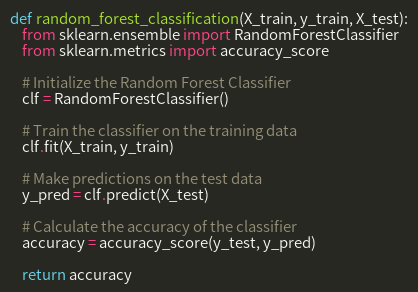 def random_forest_classification(X_train, y_train, X_test):
from sklearn.ensemble import RandomForestClassifier
from sklearn.metrics import accuracy_score
# Initialize the Random Forest Classifier
clf = RandomForestClassifier()
# Train the classifier on the training data
clf.fit(X_train, y_train)
# Make predictions on the test data
y_pred = clf.predict(X_test)
# Calculate the accuracy of the classifier
accuracy = accuracy_score(y_test, y_pred)
return accuracy